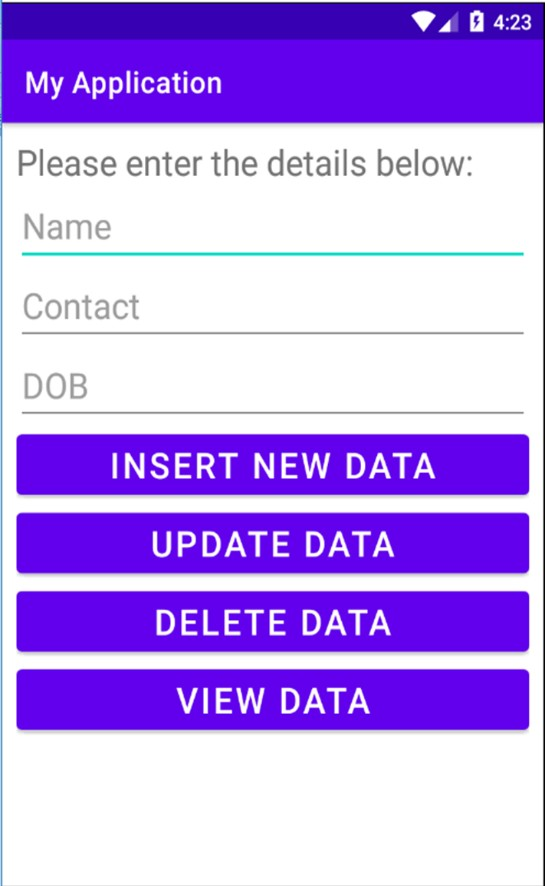 4:23
My Application
Please enter the details below:
Name
Contact
DOB
INSERT NEW DATA
UPDATE DATA
DELETE DATA
VIEW DATA